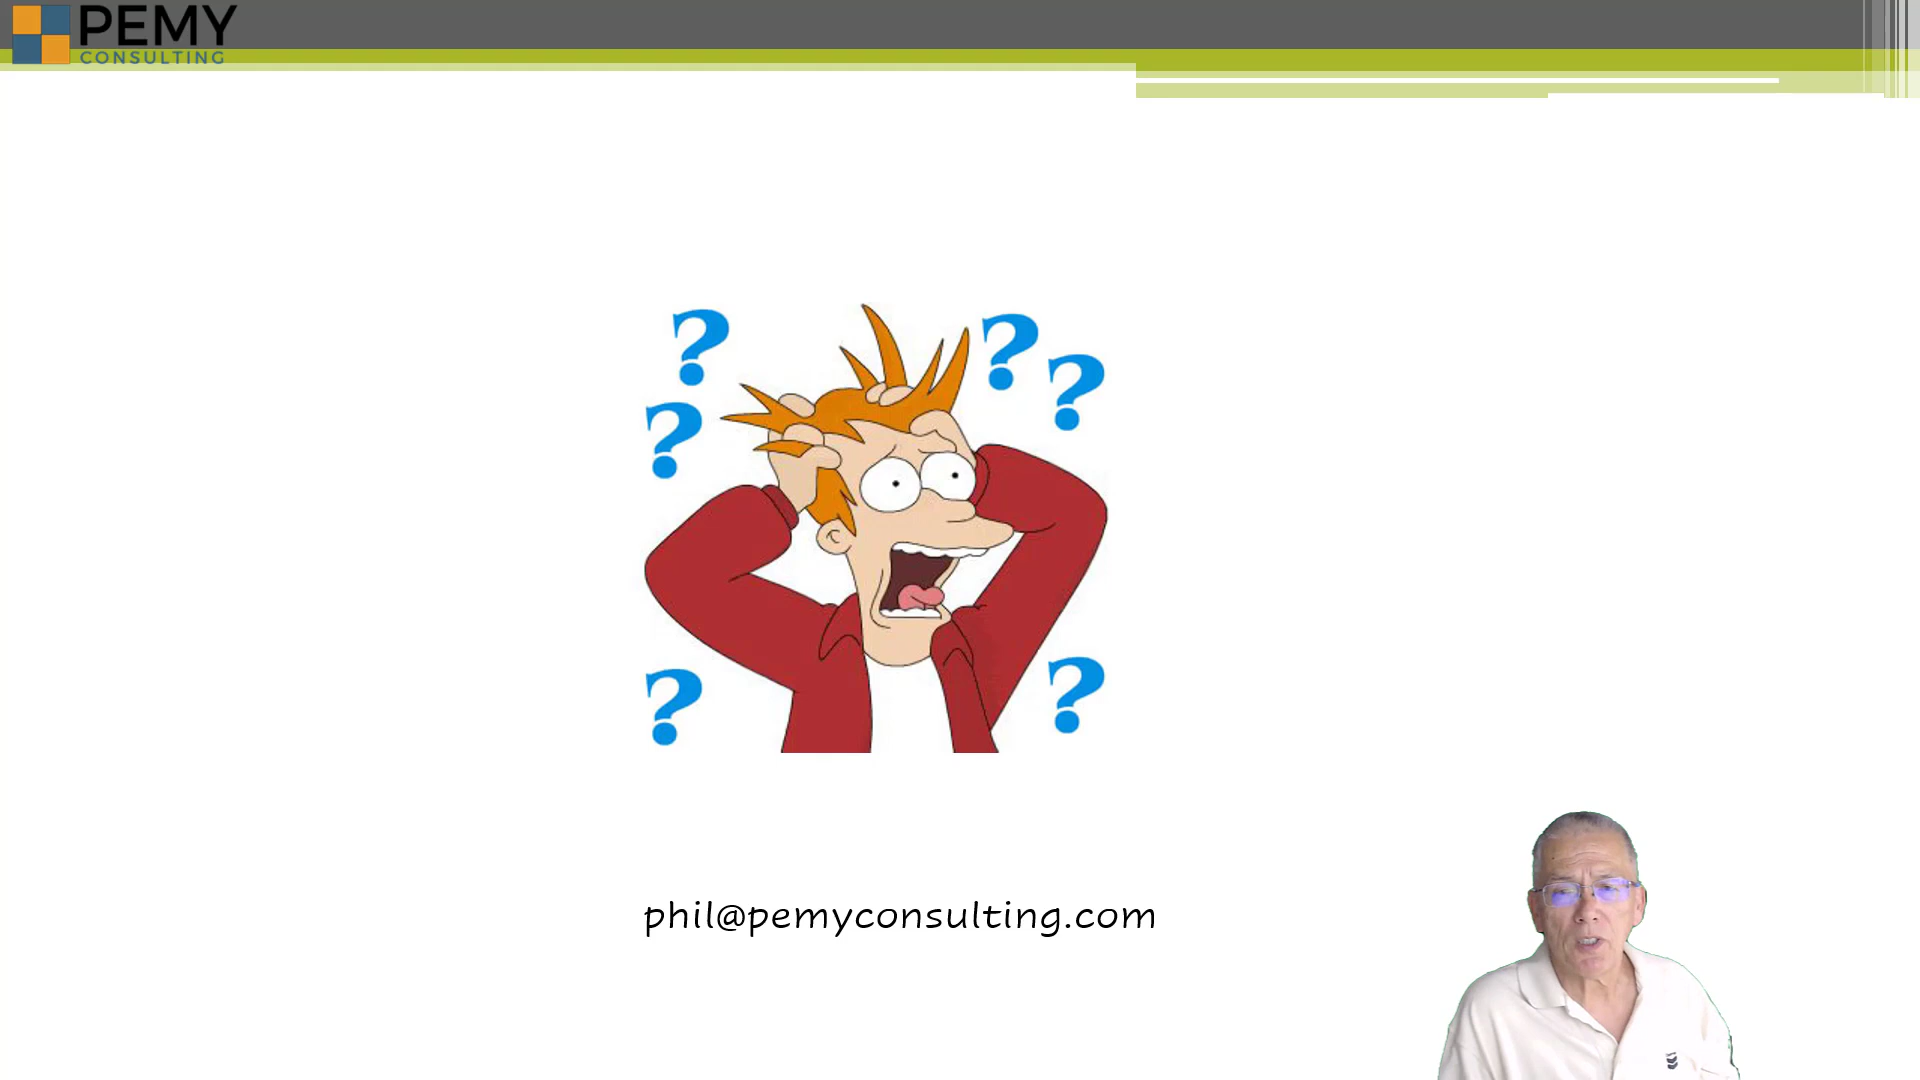 PEMY
CONSULTING
? ? ?
?
? ?
phil@pemyconsulting.com